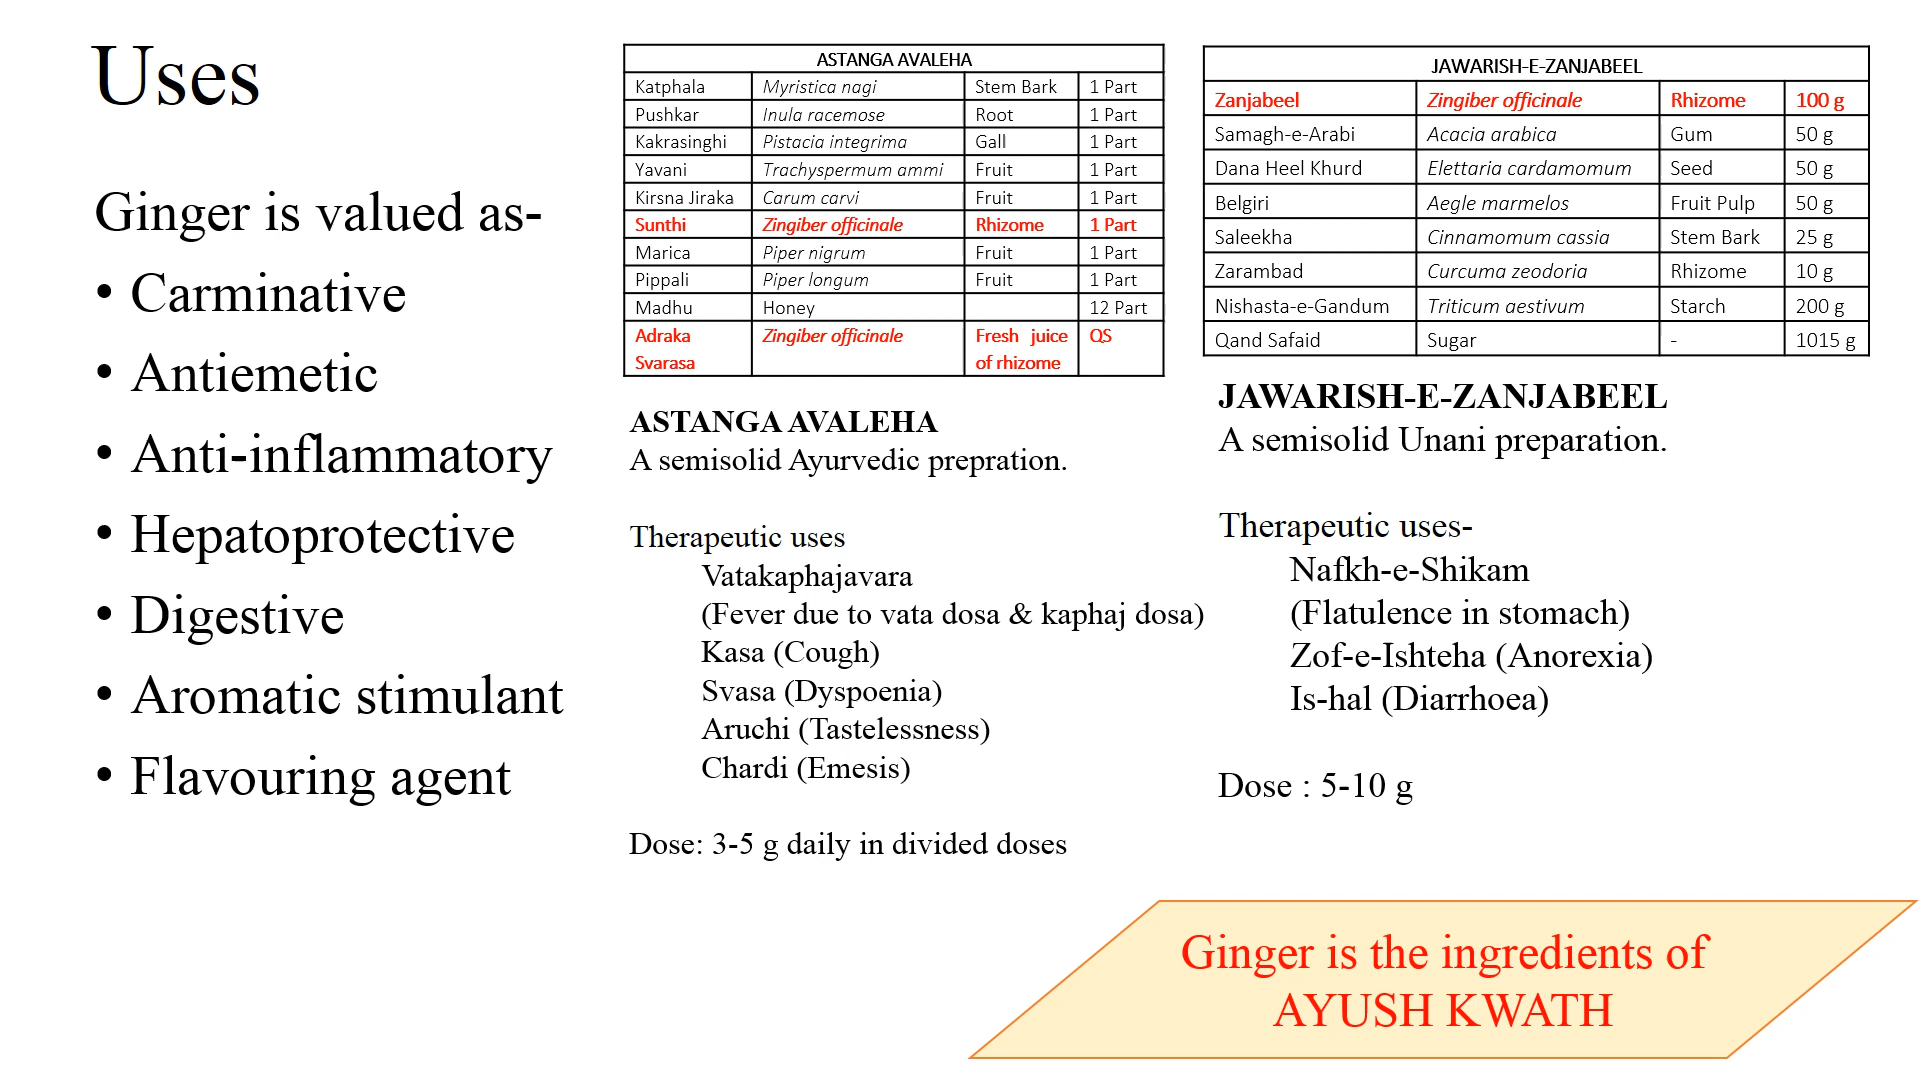 Uses
Ginger is valued as-
• Carminative
• Antiemetic
• Anti-inflammatory
• Hepatoprotective
• Digestive
• Aromatic stimulant
• Flavouring agent
ASTANGA AVALEHA
Katphala Myristica nagi Stem Bark 1 Part
Pushkar Inula racemose Root 1 Part
Kakrasinghi Pistacia integrima Gall 1 Part
Yavani Trachyspermum ammi Fruit 1 Part
Kirsna Jiraka Carum carvi Fruit 1 Part
Sunthi Zingiber officinale Rhizome 1 Part
Marica Piper nigrum Fruit 1 Part
Pippali Piper longum Fruit 1 Part
Madhu Honey 12 Part
Adraka Zingiber officinale Fresh juice QS
Svarasa of rhizome
ASTANGA AVALEHA
A semisolid Ayurvedic prepration.
Therapeutic uses
Vatakaphajavara
(Fever due to vata dosa & kaphaj dosa)
Kasa (Cough)
Svasa (Dyspoenia)
Aruchi (Tastelessness)
Chardi (Emesis)
Dose: 3-5 g daily in divided doses
JAWARISH-E-ZANJABEEL
Zanjabeel Zingiber officinale Rhizome 100 g
Samagh-e-Arabi Acacia arabica Gum 50 g
Dana Heel Khurd Elettaria cardamomum Seed 50 g
Belgiri Aegle marmelos Fruit Pulp 50 g
Saleekha Cinnamomum cassia Stem Bark 25 g
Zarambad Curcuma zeodoria Rhizome 10 g
Nishasta-e-Gandum Triticum aestivum Starch 200 g
Qand Safaid Sugar - 1015 g
JAWARISH-E-ZANJABEEL
A semisolid Unani preparation.
Therapeutic uses-
Nafkh-e-Shikam
(Flatulence in stomach)
Zof-e-Ishteha (Anorexia)
Is-hal (Diarrhoea)
Dose : 5-10 g
Ginger is the ingredients of
AYUSH KWATH